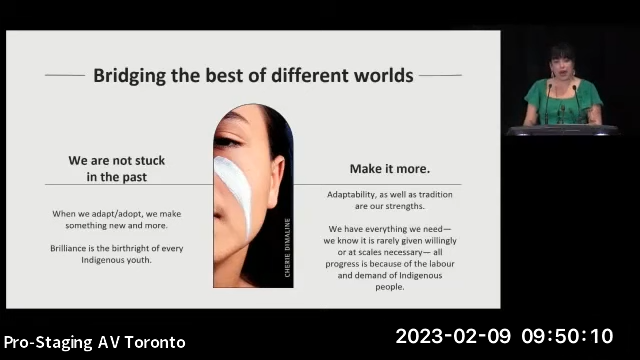 Bridging the best of different worlds
We are not stuck
in the past
When we adapt/adopt, we make
something new and more.
Brilliance is the birthright of every
Indigenous youth.
CHERIE DIMALINE
Make it more.
Adaptability, as well as tradition
are our strengths.
We have everything we need—
we know it is rarely given willingly
or at scales necessary— all
progress is because of the labour
and demand of Indigenous
people.
Pro-Staging AV Toronto
2023-02-09 09:50:10